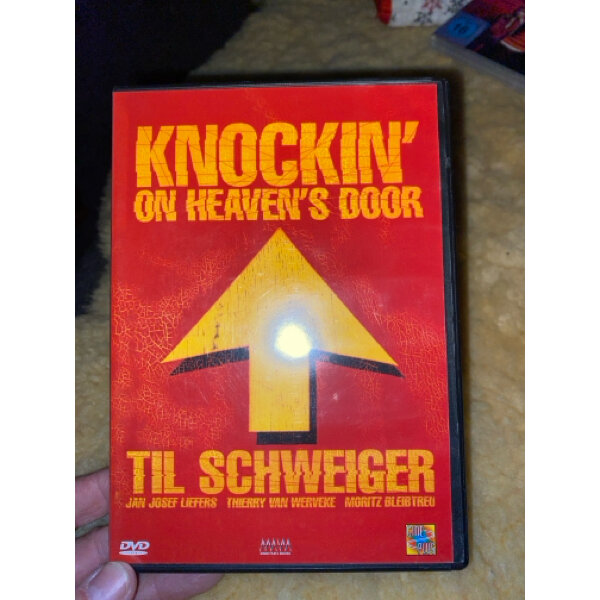 KNOCKIN'
ON HEAVEN'S DOOR
TIL SCHWEIGER
JAN JOSEF LIEFERS THIERRY VAN WERVEKE MORITZ BLEIBTREU
DVD